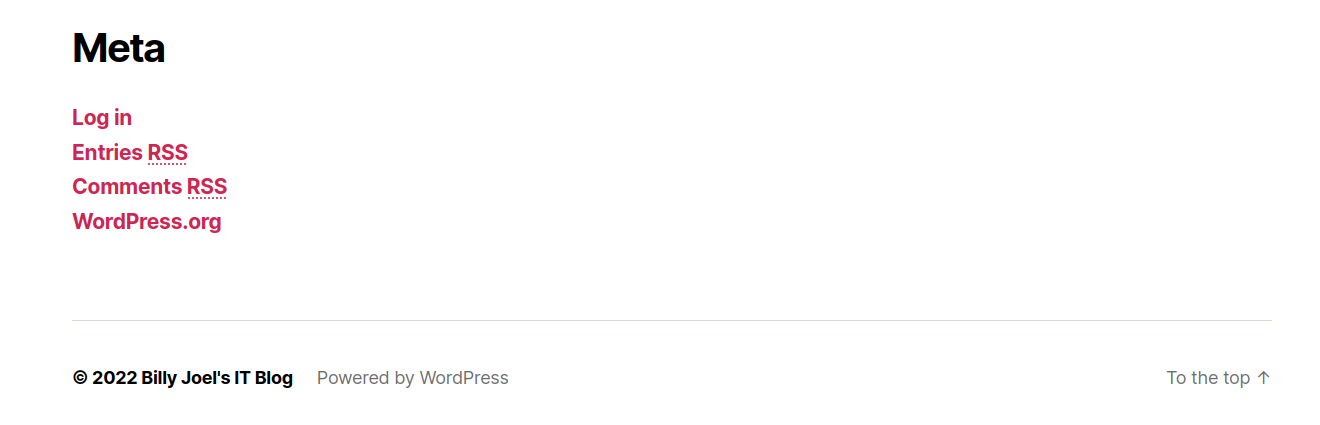 Meta
Log in
Entries RSS
Comments RSS
WordPress.org
© 2022 Billy Joel's IT Blog Powered by WordPress To the top ↑